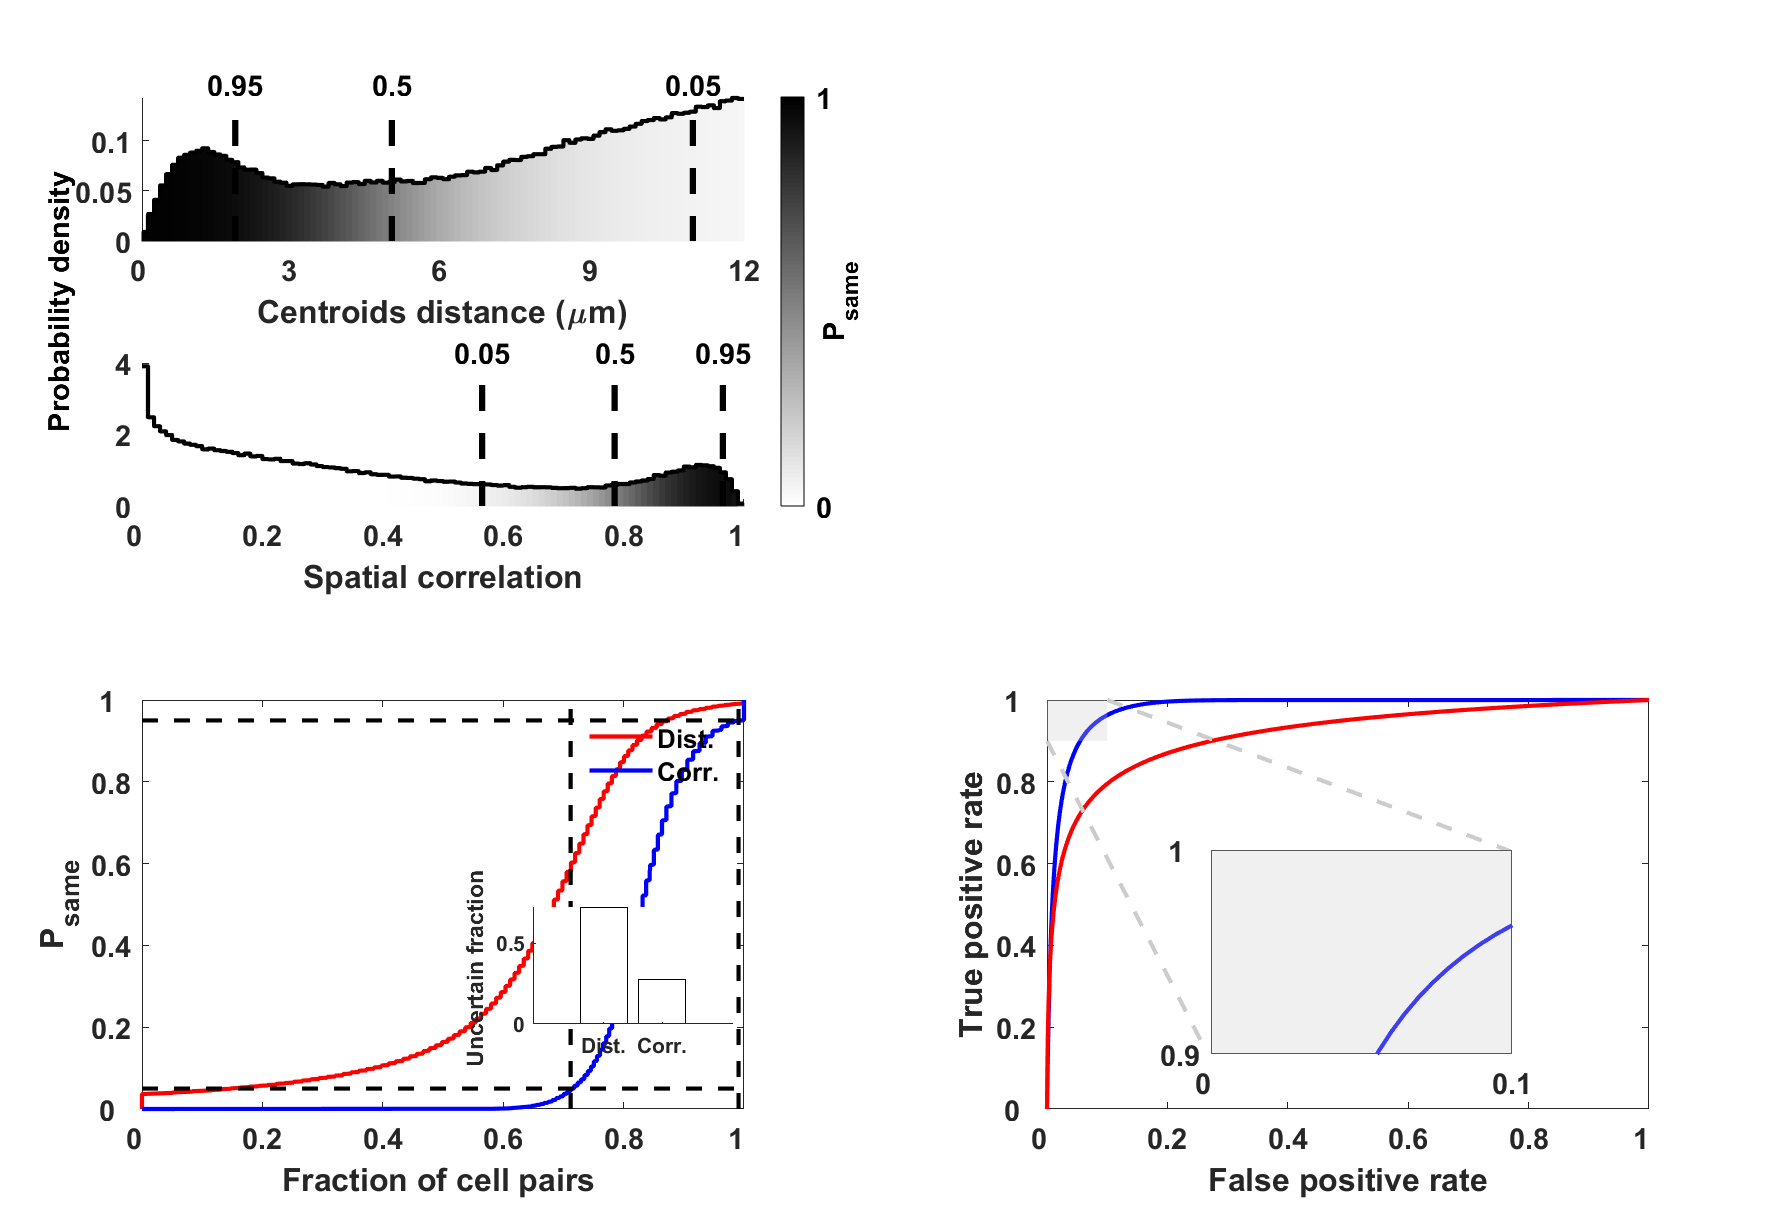 0.95 0.5 0.05
Probability density
0.1
0.05
0
0 3 6 9 12
Centroids distance (μm)
1
P same
0
0.05 0.5 0.95
4
2
0
0 0.2 0.4 0.6 0.8 1
Spatial correlation
P same
1
0.8
0.6
0.4
0.2
0
Dist.
Corr.
Uncertain fraction
0.5
0
Dist. Corr.
0 0.2 0.4 0.6 0.8 1
Fraction of cell pairs
True positive rate
1
0.8
0.6
0.4
0.2
0
1
0.9
0 0.1
0 0.2 0.4 0.6 0.8 1
False positive rate